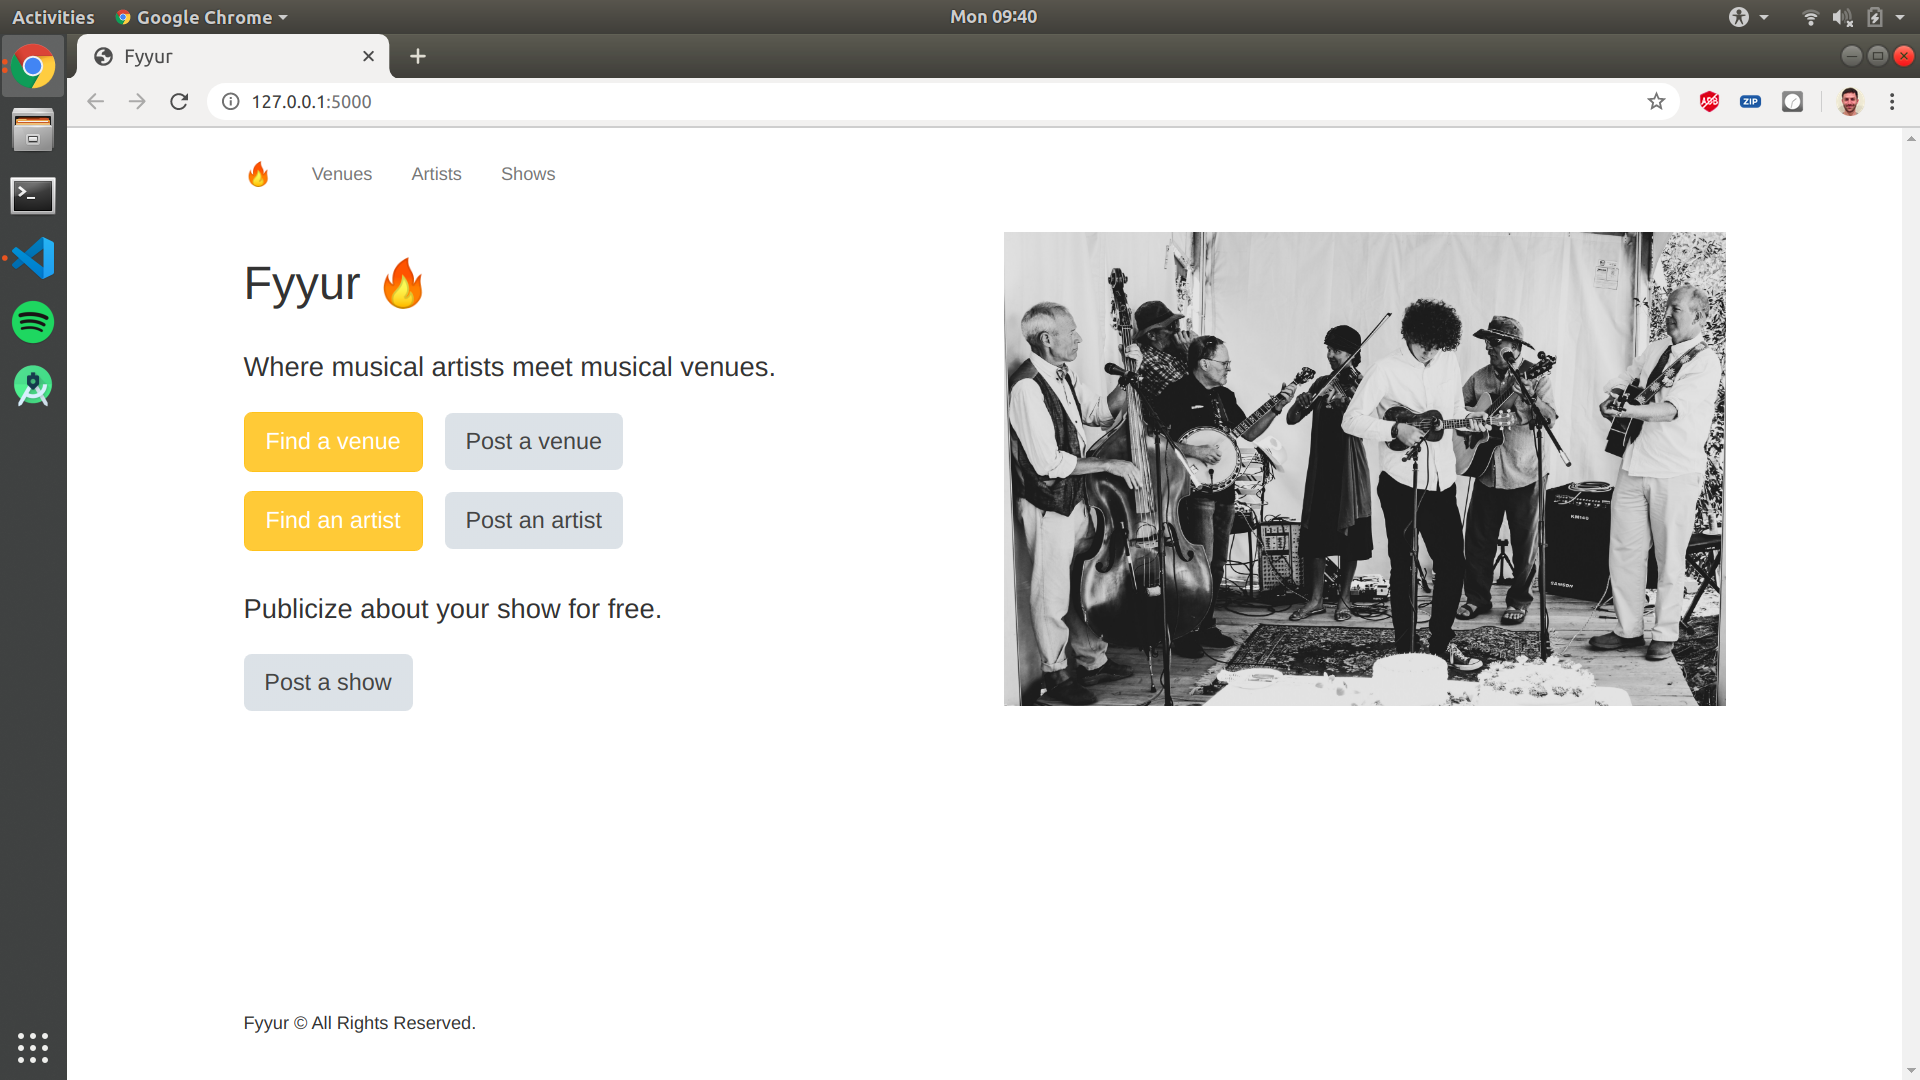 Activities Google Chrome Mon 09:40
Fyyur
127.0.0.1:5000
ZIP
Venues Artists Shows
Fyyur
Where musical artists meet musical venues.
Find a venue Post a venue
Find an artist Post an artist
Publicize about your show for free.
Post a show
SAMSON
Fyyur © All Rights Reserved.